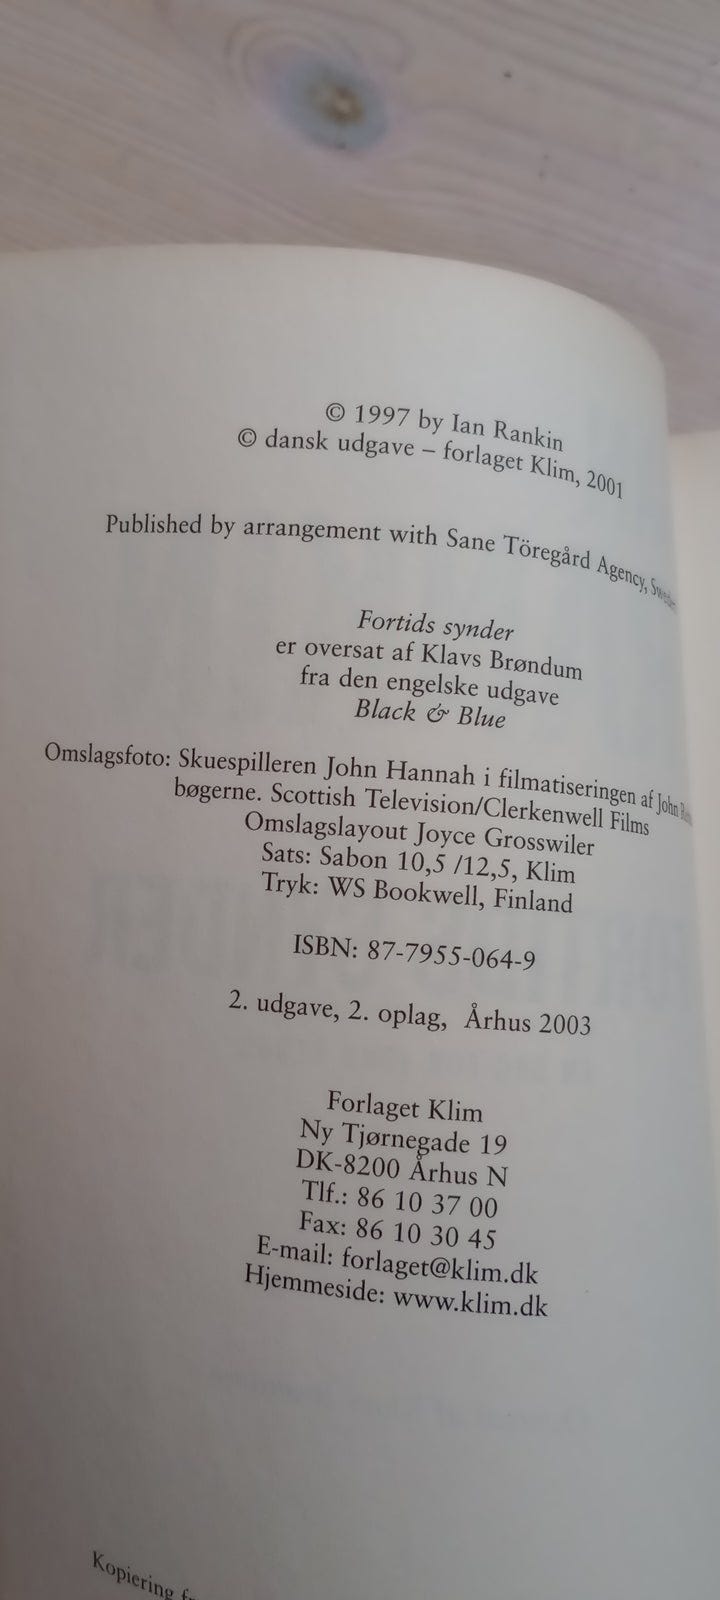 © 1997 by Ian Rankin
© dansk udgave – forlaget Klim, 2001
Published by arrangement with Sane Töregård Agency, Sweden
Fortids synder
er oversat af Klavs Brøndum
fra den engelske udgave
Black & Blue
Omslagsfoto: Skuespilleren John Hannah i filmatiseringen af John
bøgerne. Scottish Television/Clerkenwell Films
Omslagslayout Joyce Grosswiler
Sats: Sabon 10,5 /12,5, Klim
Tryk: WS Bookwell, Finland
ISBN: 87-7955-064-9
2. udgave, 2. oplag, Århus 2003
Forlaget Klim
Ny Tjørnegade 19
DK-8200 Århus N
Tlf.: 86 10 37 00
Fax: 86 10 30 45
E-mail: forlaget@klim.dk
Hjemmeside: www.klim.dk
Kopiering